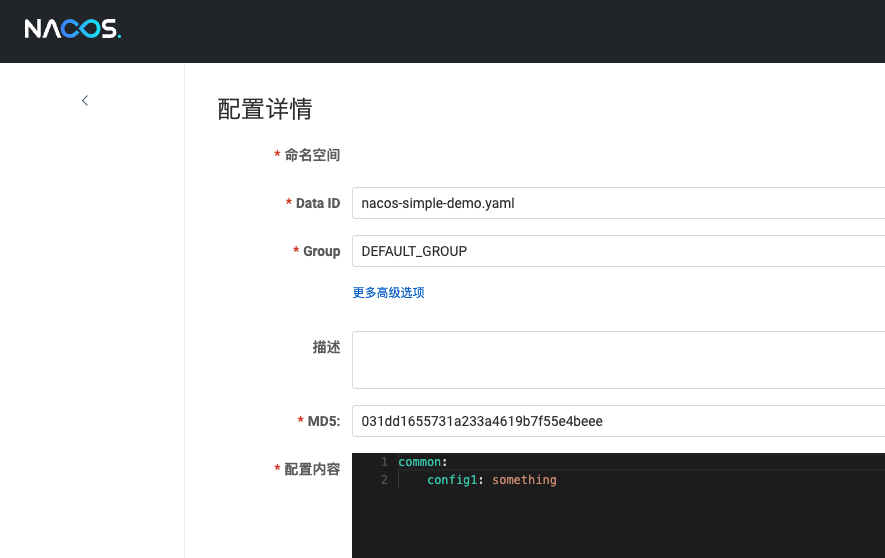 NACOS.
配置详情
* 命名空间
* Data ID nacos-simple-demo.yaml
* Group DEFAULT_GROUP
更多高级选项
描述
* MD5: 031dd1655731a233a4619b7f55e4beee
* 配置内容
1 common:
2 config1: something